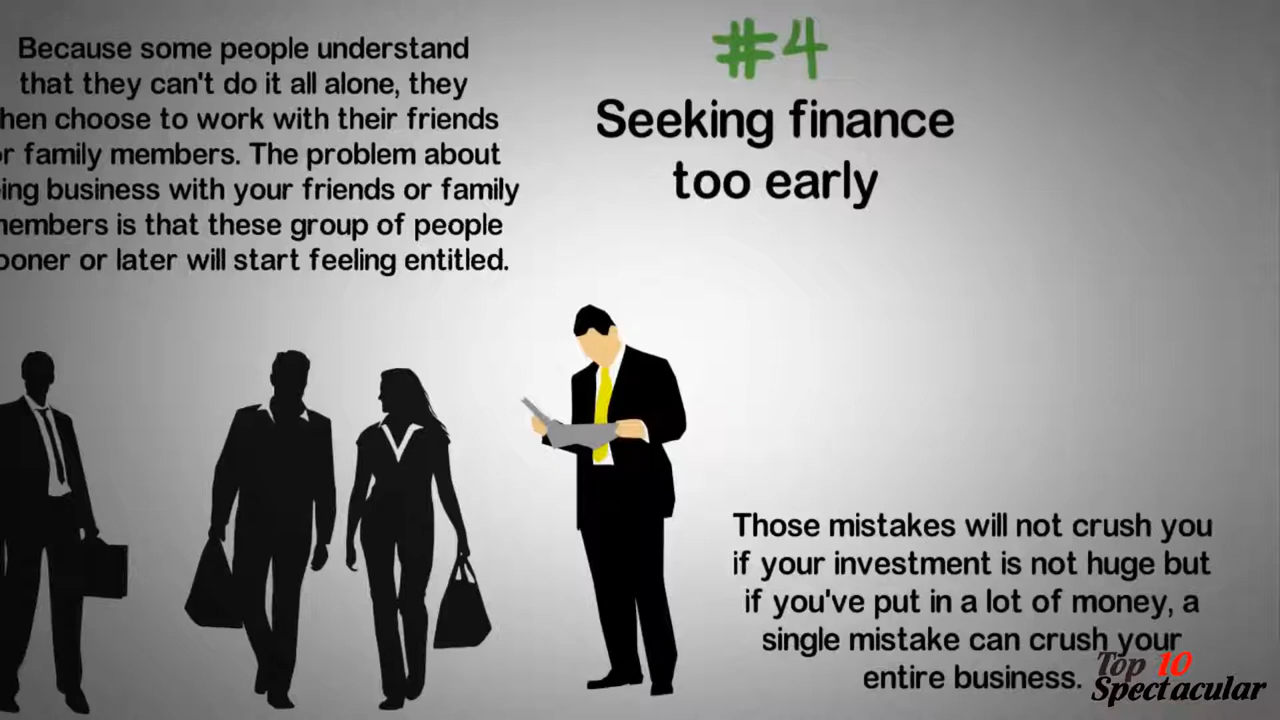 Because some people understand
that they can't do it all alone, they
hen choose to work with their friends
r family members. The problem about
ing business with your friends or family
embers is that these group of people
ooner or later will start feeling entitled.
#4
Seeking finance
too early
Those mistakes will not crush you
if your investment is not huge but
if you've put in a lot of money, a
single mistake can crush your
entire business.
Top 10
Spectacular